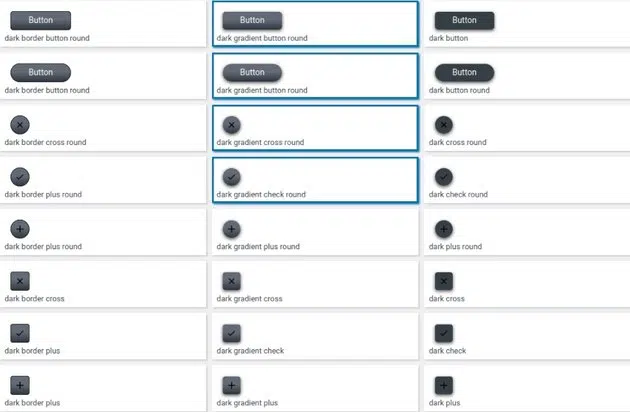 Button
dark border button round
Button
dark gradient button round
Button
dark button
Button
dark border button round
Button
dark gradient button round
Button
dark button round
dark border cross round
dark gradient cross round
dark cross round
dark border plus round
dark gradient check round
dark check round
dark border plus round
dark gradient plus round
dark plus round
dark border cross
dark gradient cross
dark cross
dark border plus
dark gradient check
dark check
dark border plus
dark gradient plus
dark plus